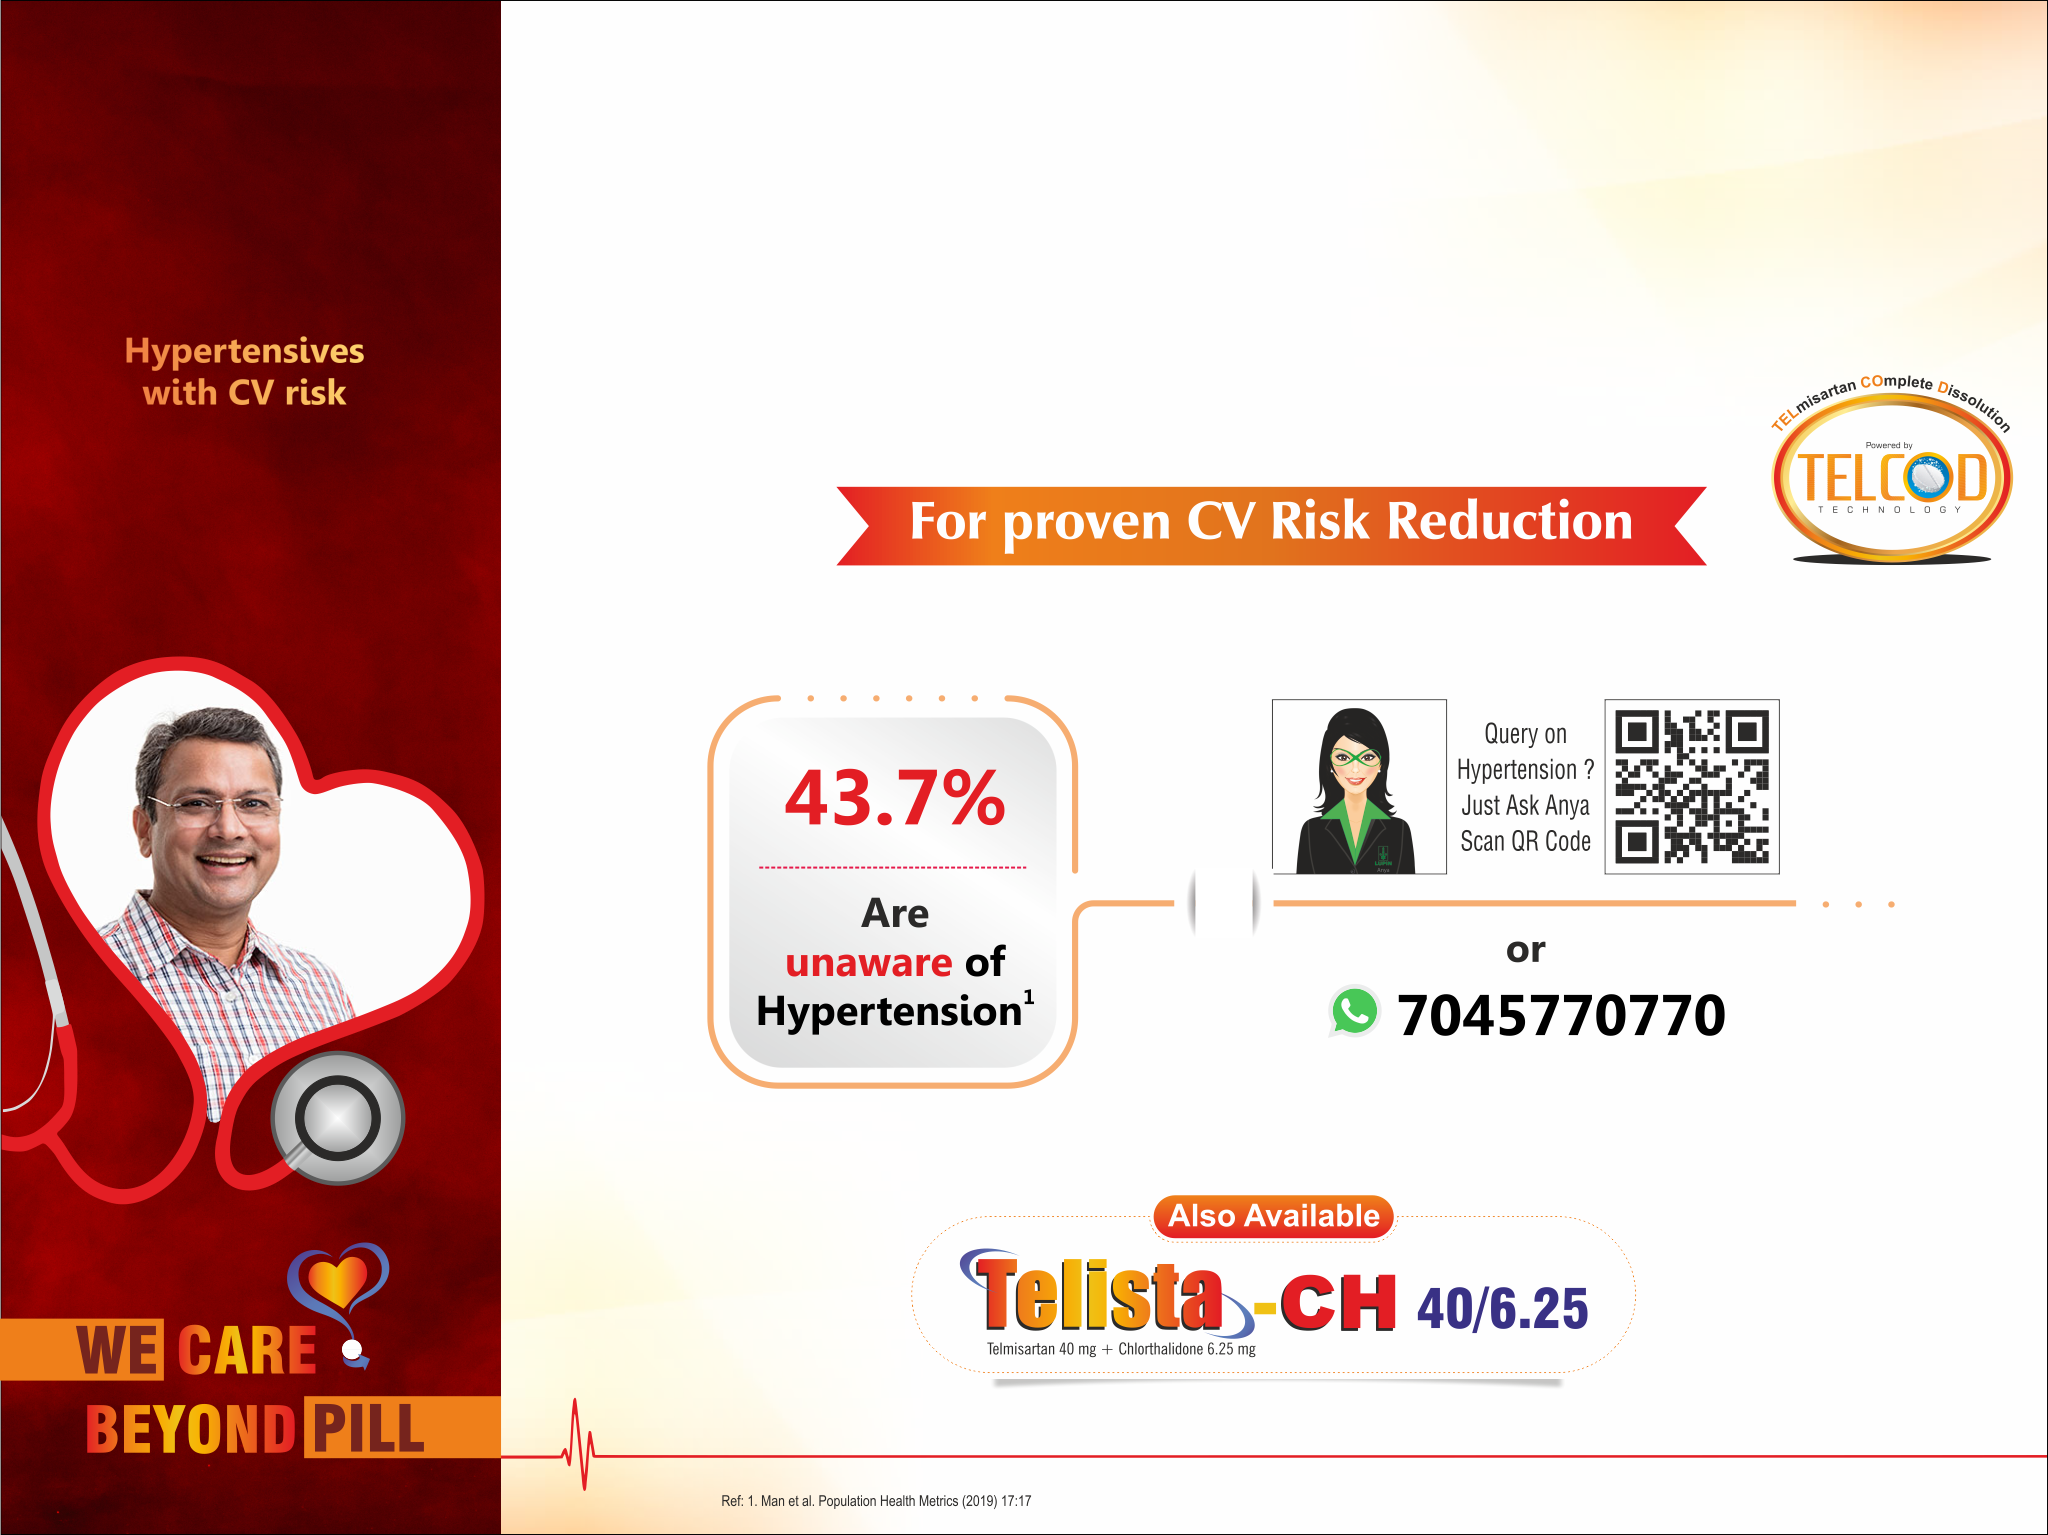 Hypertensives
with CV risk
TELmisartan COmplete Dissolution
Powered by
TELCOD
TECHNOLOGY
For proven CV Risk Reduction
43.7%
Are
unaware of
Hypertension¹
LUPIN
Anya
Query on
Hypertension ?
Just Ask Anya
Scan QR Code
or
7045770770
Also Available
Telista-CH 40/6.25
Telmisartan 40 mg + Chlorthalidone 6.25 mg
WE CARE
BEYOND PILL
Ref: 1. Man et al. Population Health Metrics (2019) 17:17